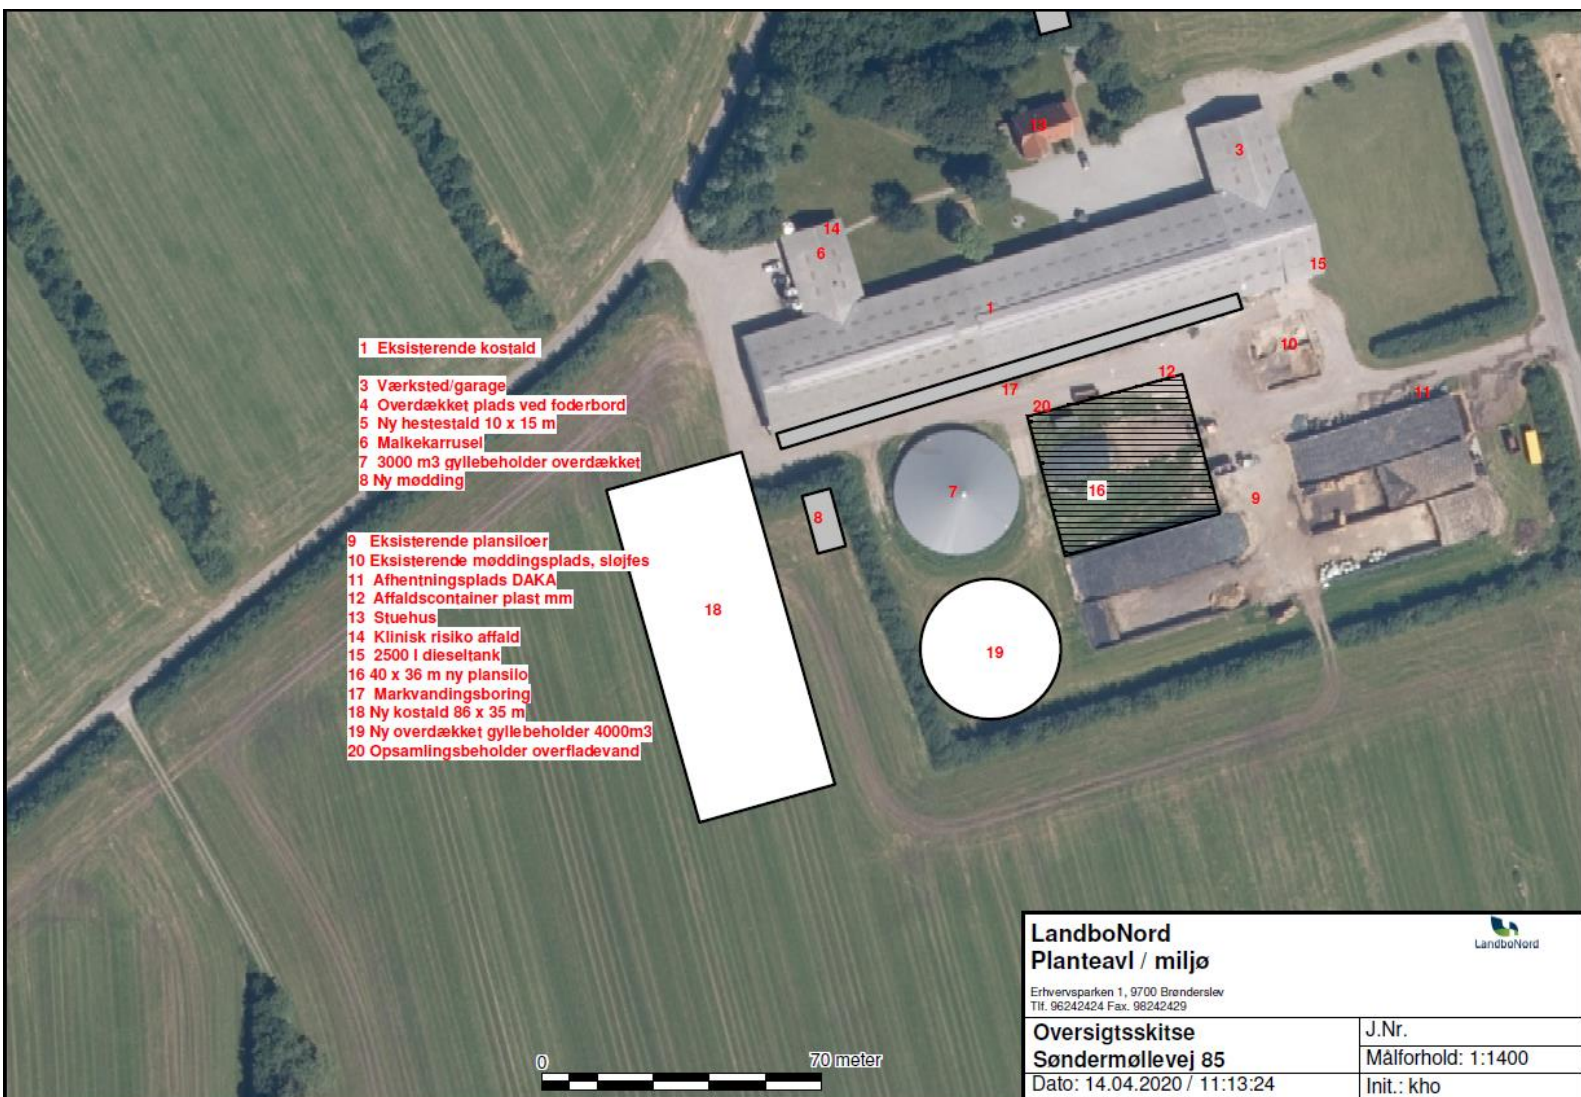 13
3
14
6
15
1
10
12
17
11
20
7
16
9
8
18
19
1 Eksisterende kostald
3 Værksted/garage
4 Overdækket plads ved foderbord
5 Ny hestestald 10 x 15 m
6 Malkekarrusel
7 3000 m3 gyllebeholder overdækket
8 Ny mødding
9 Eksisterende plansiloer
10 Eksisterende møddingsplads, sløjfes
11 Afhentningsplads DAKA
12 Affaldscontainer plast mm
13 Stuehus
14 Klinisk risiko affald
15 2500 l dieseltank
16 40 x 36 m ny plansilo
17 Markvandingsboring
18 Ny kostald 86 x 35 m
19 Ny overdækket gyllebeholder 4000m3
20 Opsamlingsbeholder overfladevand
0 70 meter
LandboNord
Planteavl / miljø
LandboNord
Erhvervsparken 1, 9700 Brønderslev
Tlf. 96242424 Fax. 98242429
Oversigtsskitse
Søndermøllevej 85
J.Nr.
Målforhold: 1:1400
Dato: 14.04.2020 / 11:13:24
Init.: kho